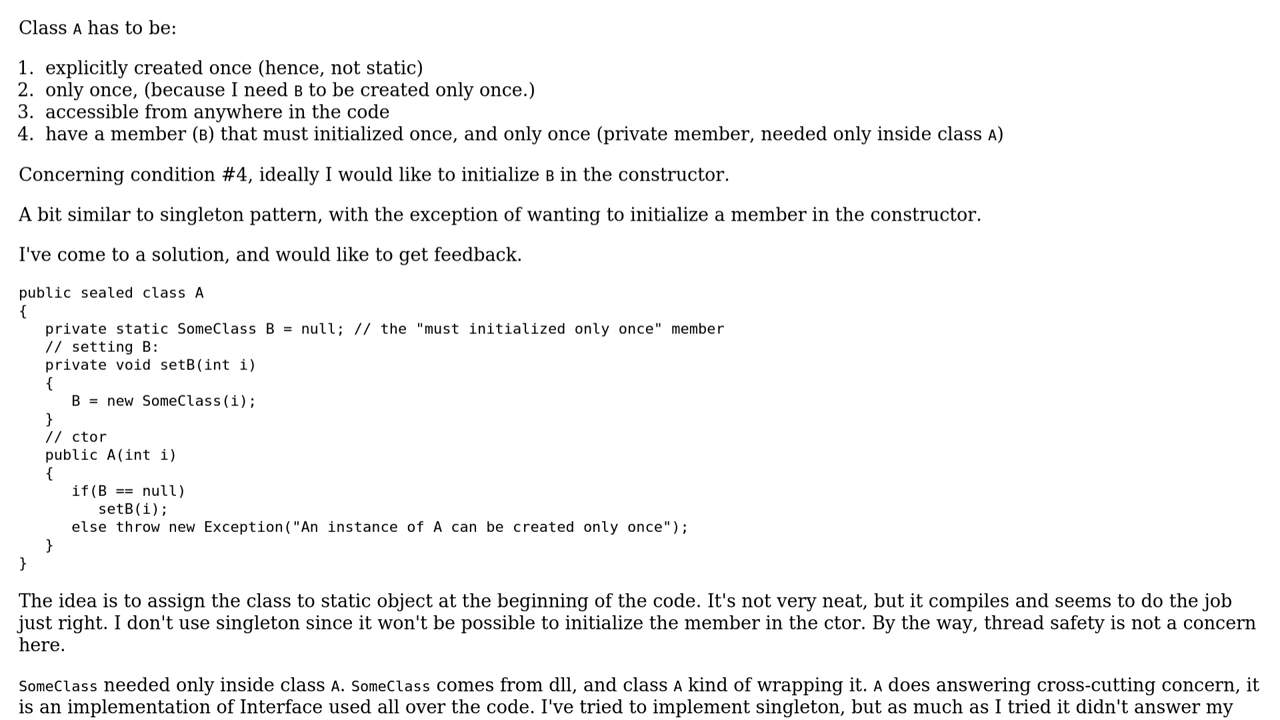 Class A has to be:
1. explicitly created once (hence, not static)
2. only once, (because I need B to be created only once.)
3. accessible from anywhere in the code
4. have a member (B) that must initialized once, and only once (private member, needed only inside class A)
Concerning condition #4, ideally I would like to initialize B in the constructor.
A bit similar to singleton pattern, with the exception of wanting to initialize a member in the constructor.
I've come to a solution, and would like to get feedback.
public sealed class A
{
   private static SomeClass B = null; // the "must initialized only once" member
   // setting B:
   private void setB(int i)
   {
      B = new SomeClass(i);
   }
   // ctor
   public A(int i)
   {
      if(B == null)
         setB(i);
      else throw new Exception("An instance of A can be created only once");
   }
}
The idea is to assign the class to static object at the beginning of the code. It's not very neat, but it compiles and seems to do the job
just right. I don't use singleton since it won't be possible to initialize the member in the ctor. By the way, thread safety is not a concern
here.
SomeClass needed only inside class A. SomeClass comes from dll, and class A kind of wrapping it. A does answering cross-cutting concern, it
is an implementation of Interface used all over the code. I've tried to implement singleton, but as much as I tried it didn't answer my